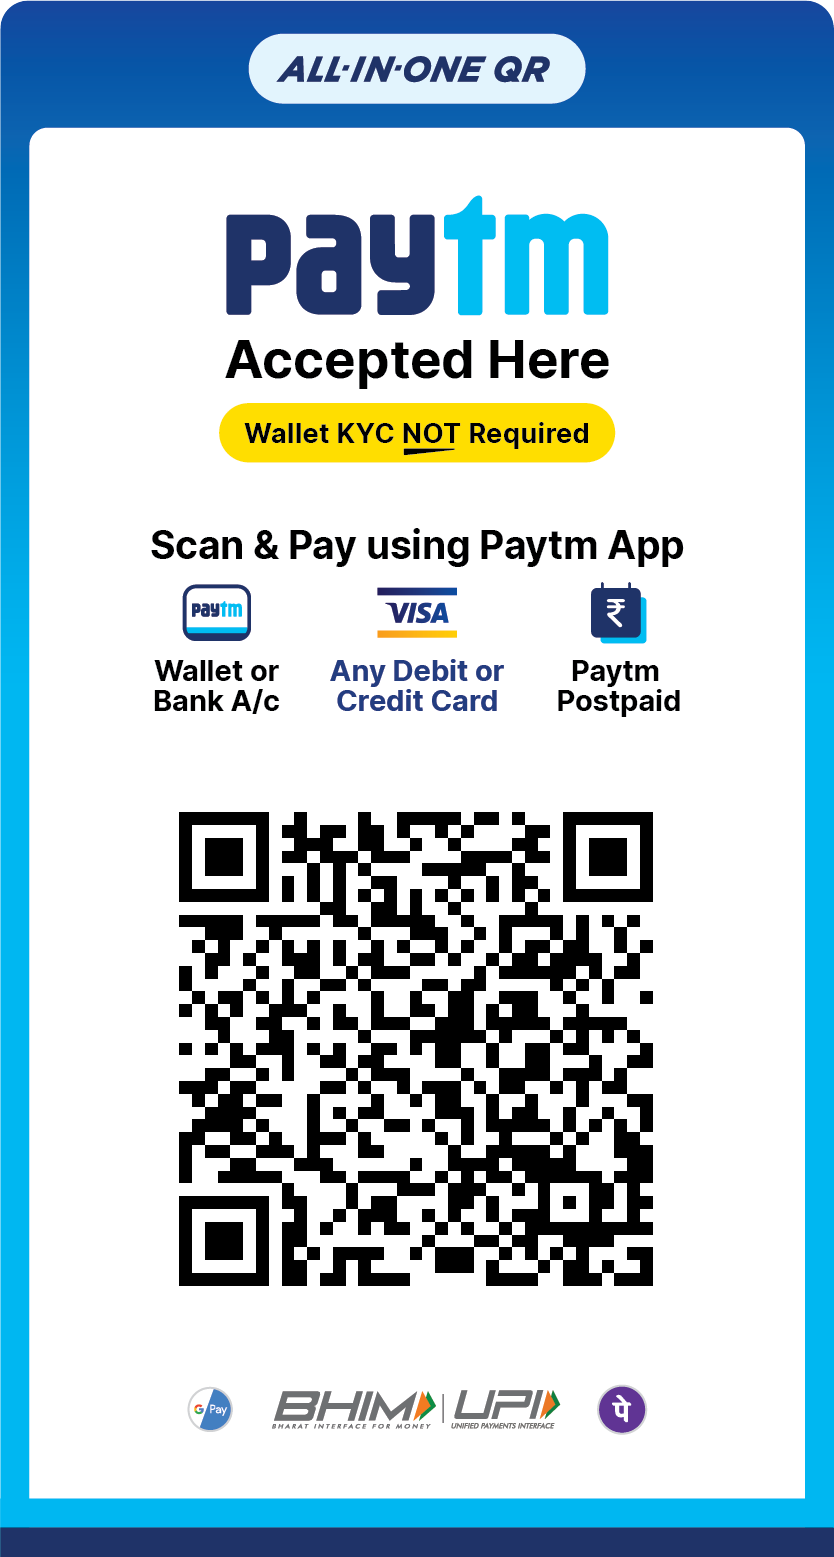 ALL-IN-ONE QR
paytm
Accepted Here
Wallet KYC NOT Required
Scan & Pay using Paytm App
paytm
VISA
₹
Wallet or
Bank A/c
Any Debit or
Credit Card
Paytm
Postpaid
G Pay
BHIM
BHARAT INTERFACE FOR MONEY
UPI
UNIFIED PAYMENTS INTERFACE
पे